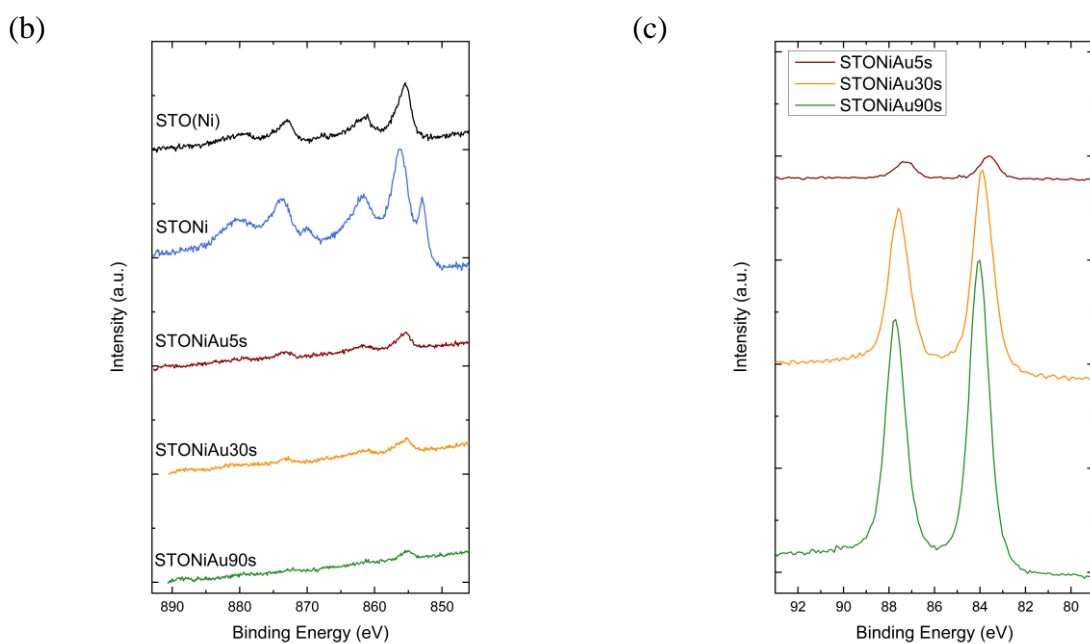 (b)
STO(Ni)
STONi
STONiAu5s
STONiAu30s
STONiAu90s
Intensity (a.u.)
890 880 870 860 850
Binding Energy (eV)
(c)
STONiAu5s
STONiAu30s
STONiAu90s
Intensity (a.u.)
92 90 88 86 84 82 80
Binding Energy (eV)